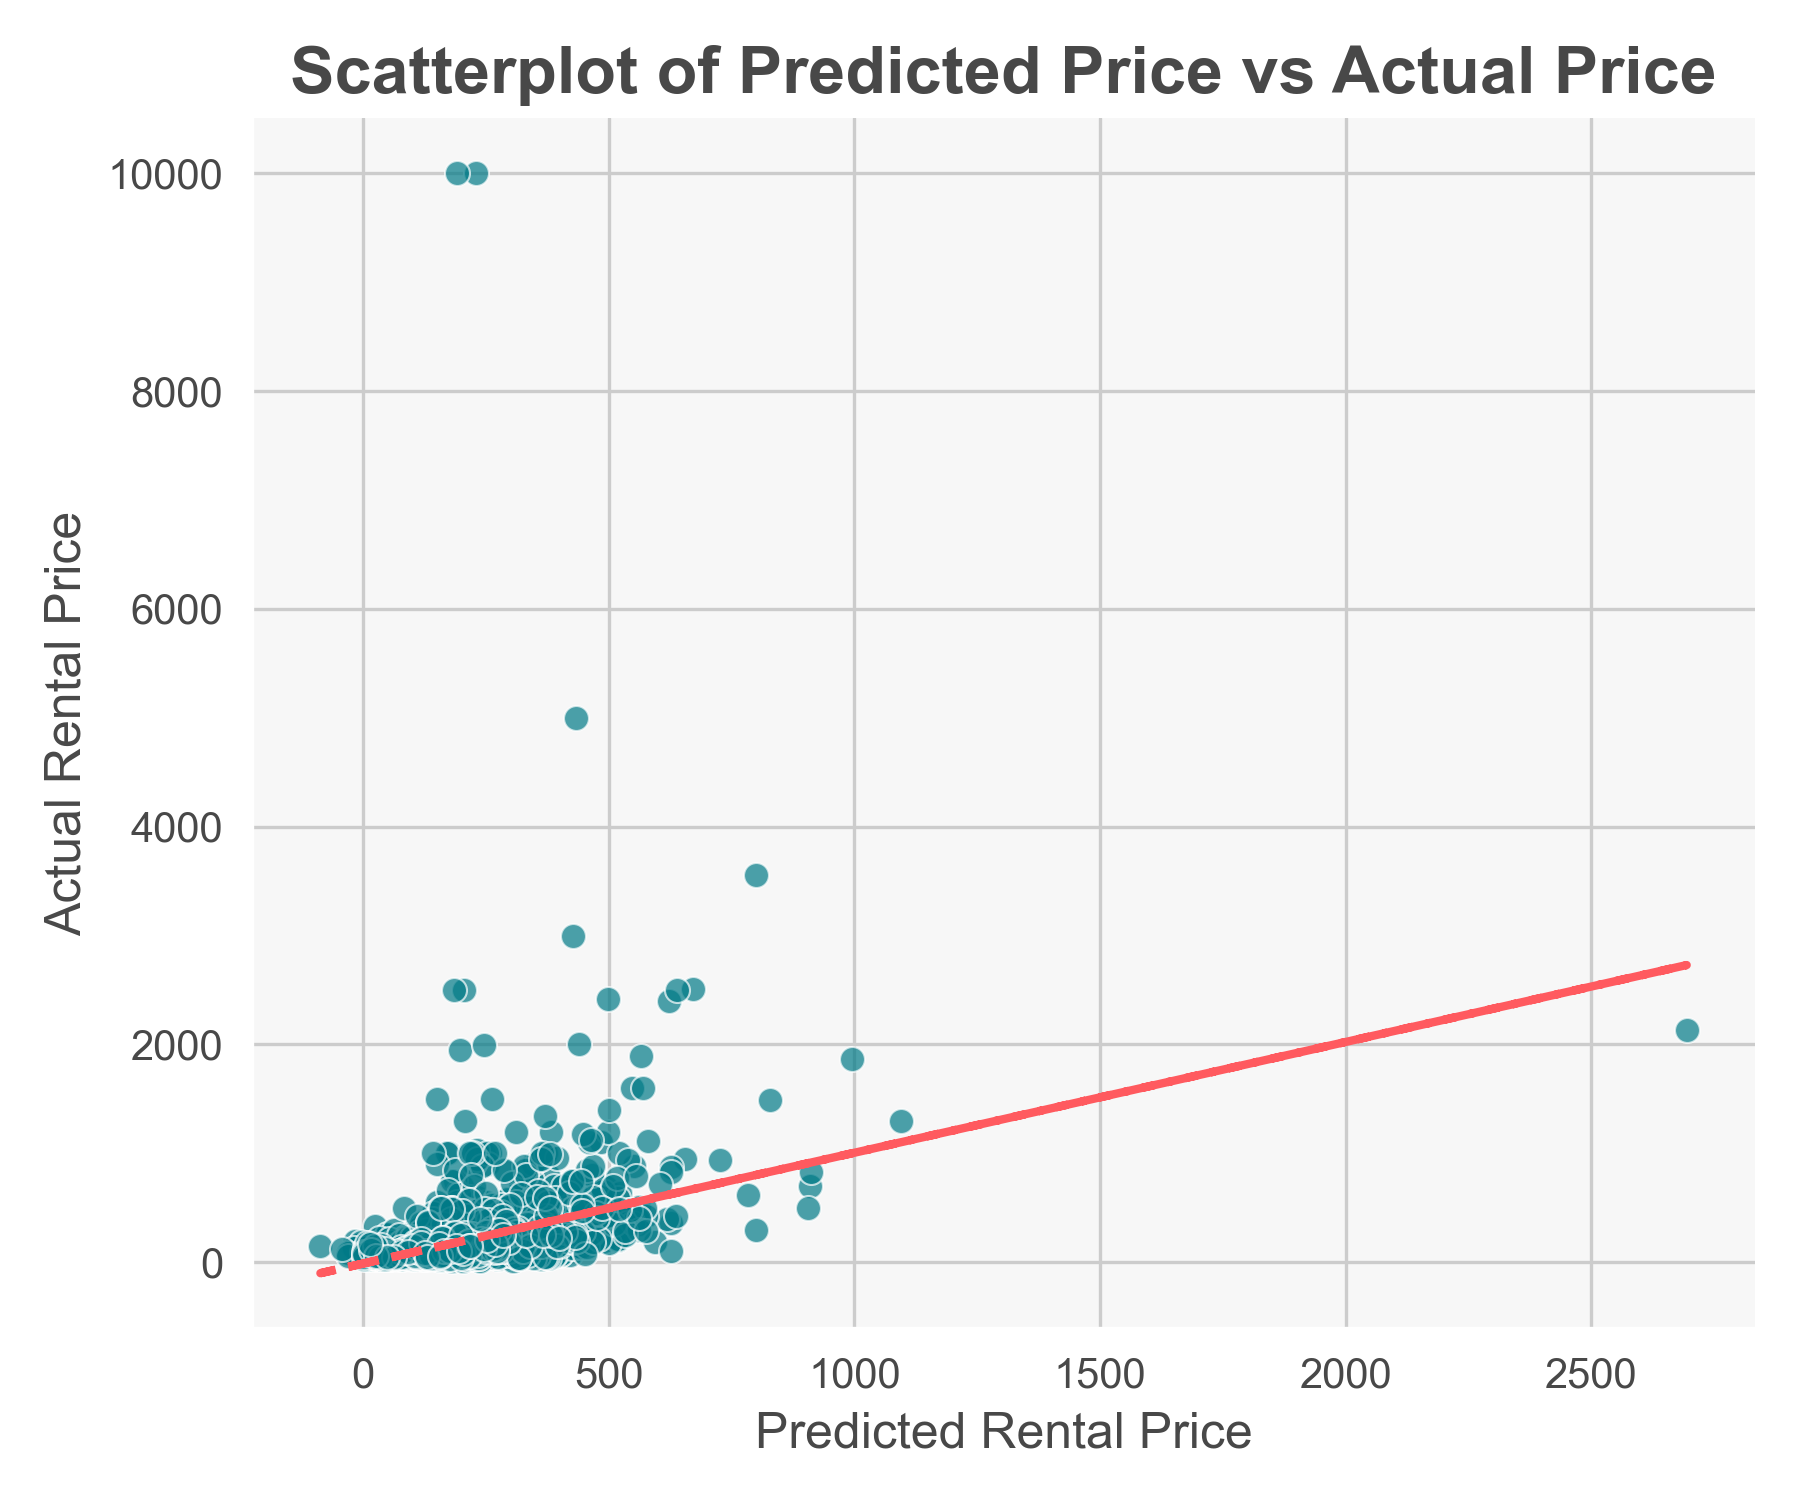 Scatterplot of Predicted Price vs Actual Price
10000
8000
6000
4000
2000
0
Actual Rental Price
0 500 1000 1500 2000 2500
Predicted Rental Price